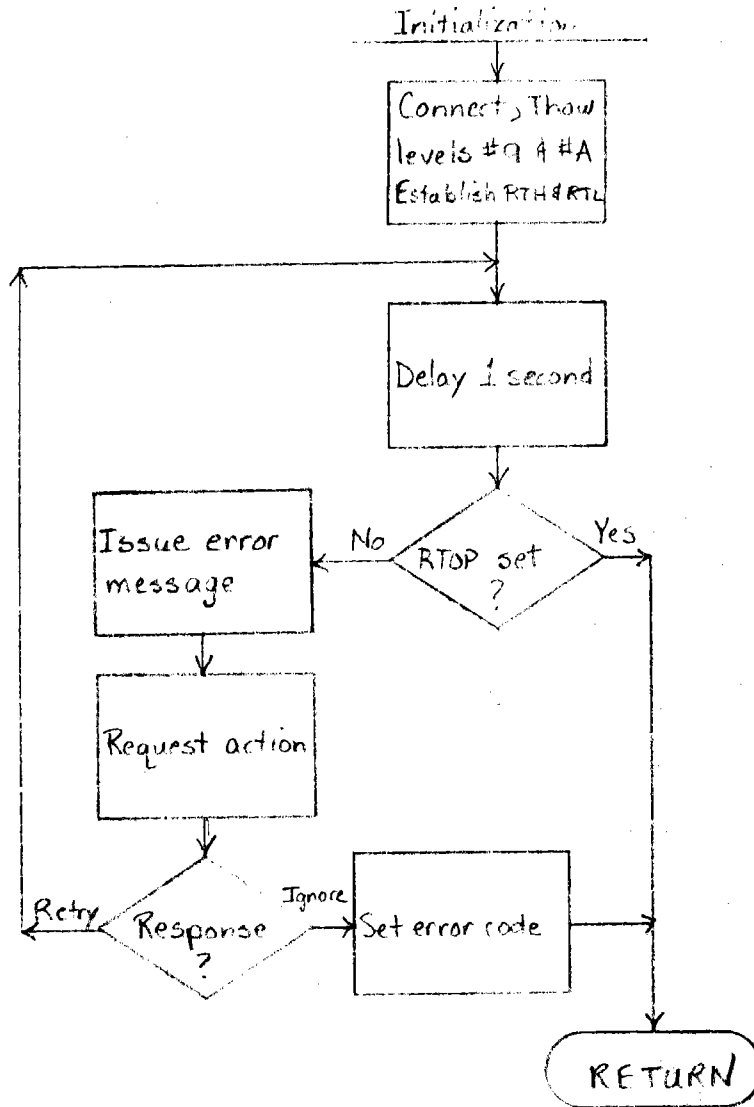 Initialization
Connect, Thaw
levels #9 & #A
Establish RTH & RTL
Delay 1 second
RTOP set
?
No
Yes
Issue error
message
Request action
Response
?
Retry
Ignore
Set error code
RETURN